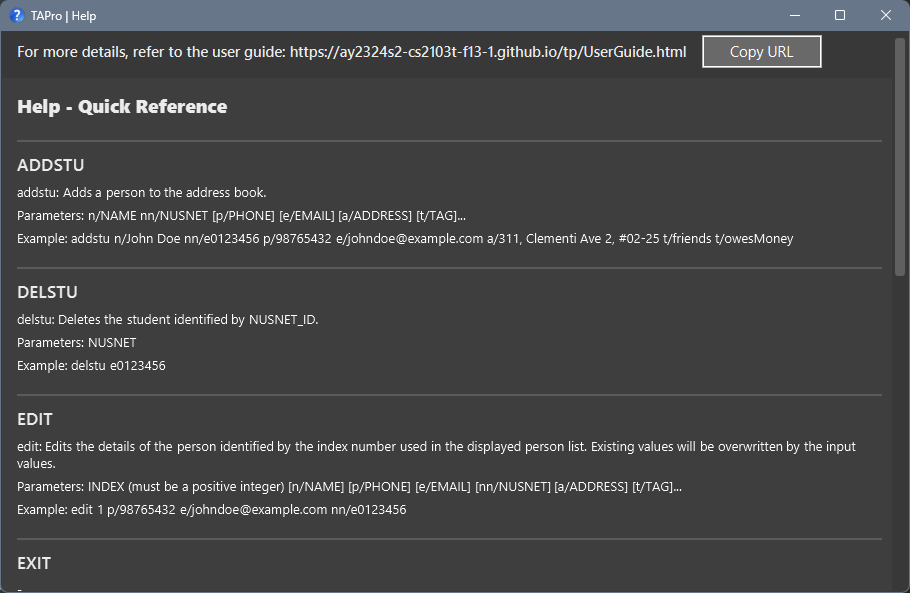 TAPro | Help
For more details, refer to the user guide: https://ay2324s2-cs2103t-f13-1.github.io/tp/UserGuide.html
Copy URL
Help - Quick Reference
ADDSTU
addstu: Adds a person to the address book.
Parameters: n/NAME nn/NUSNET [p/PHONE] [e/EMAIL] [a/ADDRESS] [t/TAG]...
Example: addstu n/John Doe nn/e0123456 p/98765432 e/johndoe@example.com a/311, Clementi Ave 2, #02-25 t/friends t/owesMoney
DELSTU
delstu: Deletes the student identified by NUSNET_ID.
Parameters: NUSNET
Example: delstu e0123456
EDIT
edit: Edits the details of the person identified by the index number used in the displayed person list. Existing values will be overwritten by the input
values.
Parameters: INDEX (must be a positive integer) [n/NAME] [p/PHONE] [e/EMAIL] [nn/NUSNET] [a/ADDRESS] [t/TAG]...
Example: edit 1 p/98765432 e/johndoe@example.com nn/e0123456
EXIT